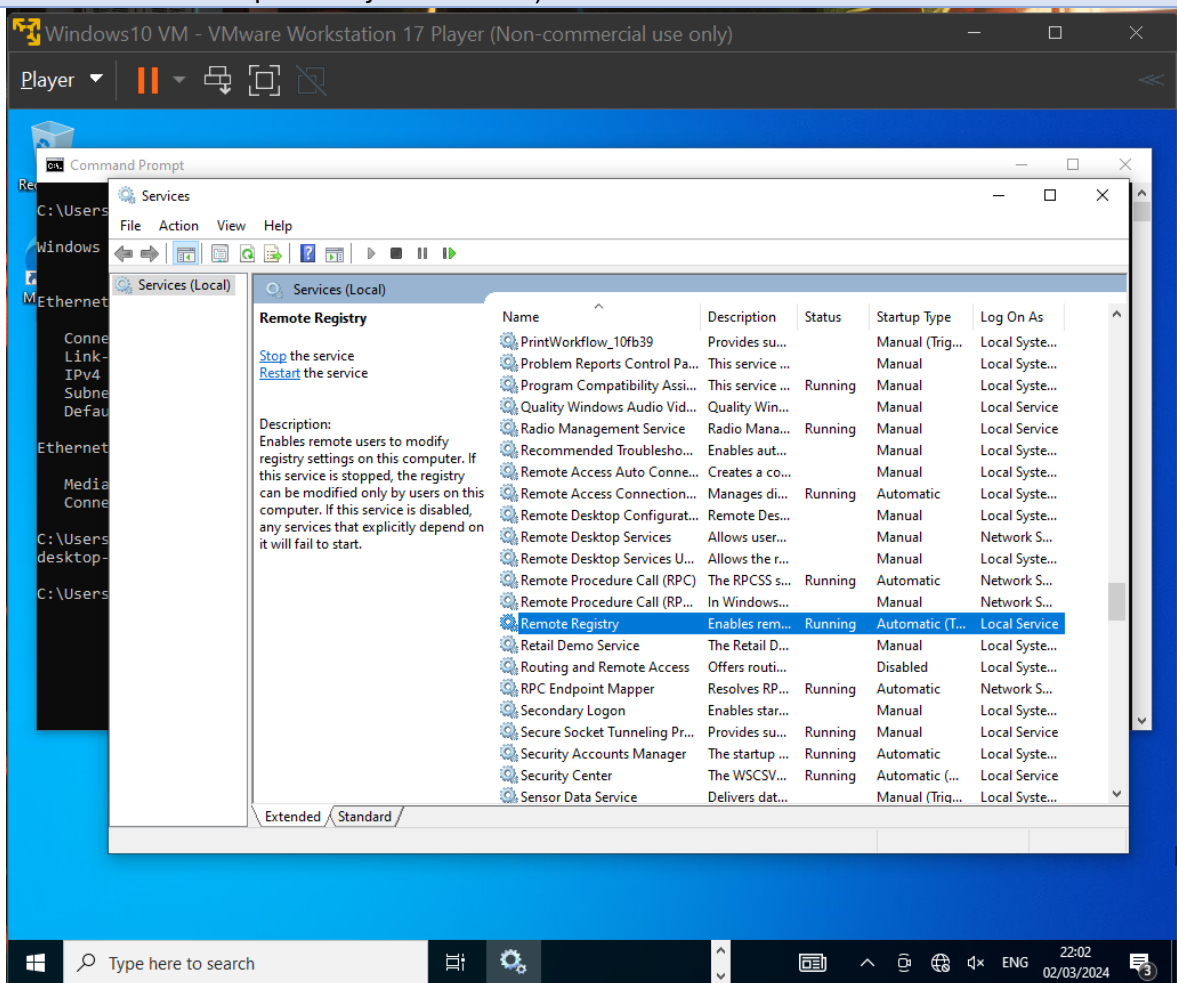 Windows10 VM - VMware Workstation 17 Player (Non-commercial use only)
Player
Command Prompt
C:\Users
Windows
Ethernet
Conne
Link-
IPv4
Subne
Defau
Ethernet
Media
Conne
C:\Users
desktop-
C:\Users
Services
File Action View Help
Services (Local)
Services (Local)
Remote Registry
Stop the service
Restart the service
Description:
Enables remote users to modify
registry settings on this computer. If
this service is stopped, the registry
can be modified only by users on this
computer. If this service is disabled,
any services that explicitly depend on
it will fail to start.
Name Description Status Startup Type Log On As
PrintWorkflow_10fb39 Provides su... Manual (Trig... Local Syste...
Problem Reports Control Pa... This service ... Manual Local Syste...
Program Compatibility Assi... This service ... Running Manual Local Syste...
Quality Windows Audio Vid... Quality Win... Manual Local Service
Radio Management Service Radio Mana... Running Manual Local Service
Recommended Troublesho... Enables aut... Manual Local Syste...
Remote Access Auto Conne... Creates a co... Manual Local Syste...
Remote Access Connection... Manages di... Running Automatic Local Syste...
Remote Desktop Configurat... Remote Des... Manual Local Syste...
Remote Desktop Services Allows user... Manual Network S...
Remote Desktop Services U... Allows the r... Manual Local Syste...
Remote Procedure Call (RPC) The RPCSS s... Running Automatic Network S...
Remote Procedure Call (RP... In Windows... Manual Network S...
Remote Registry Enables rem... Running Automatic (T... Local Service
Retail Demo Service The Retail D... Manual Local Syste...
Routing and Remote Access Offers routi... Disabled Local Syste...
RPC Endpoint Mapper Resolves RP... Running Automatic Network S...
Secondary Logon Enables star... Manual Local Syste...
Secure Socket Tunneling Pr... Provides su... Running Manual Local Service
Security Accounts Manager The startup ... Running Automatic Local Syste...
Security Center The WSCSV... Running Automatic (... Local Service
Sensor Data Service Delivers dat... Manual (Trig... Local Syste...
Extended Standard
Type here to search
ENG
22:02
02/03/2024
3